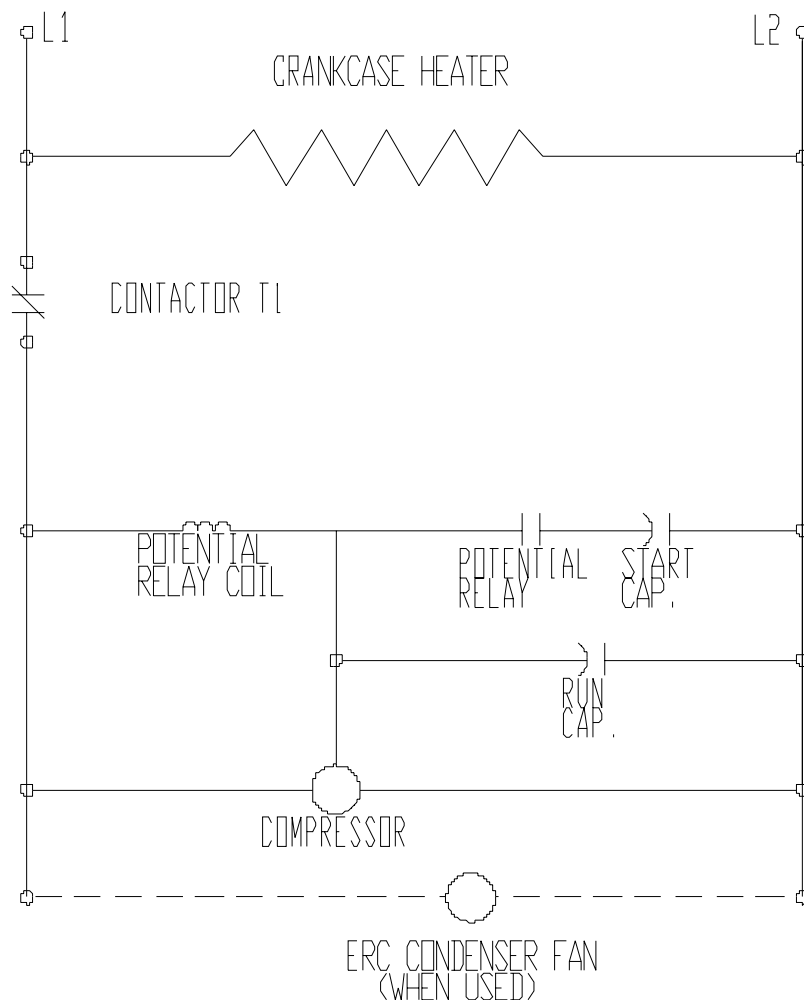 L1
L2
CRANKCASE HEATER
CONTACTOR T1
POTENTIAL
RELAY COIL
POTENTIAL
RELAY
START
CAP.
RUN
CAP.
COMPRESSOR
ERC CONDENSER FAN
(WHEN USED)